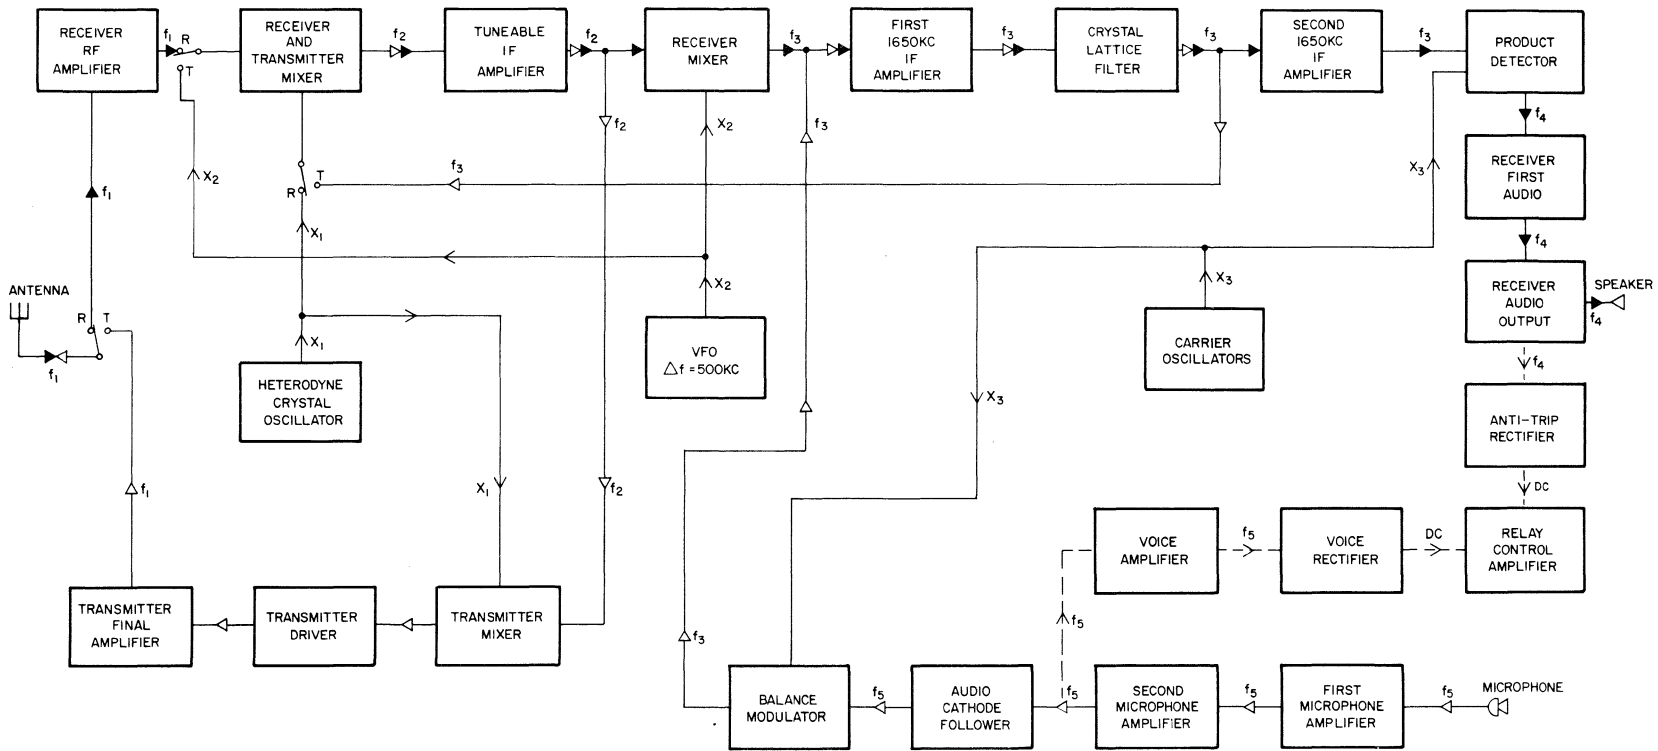 RECEIVER
RF
AMPLIFIER
f1
R
T
RECEIVER
AND
TRANSMITTER
MIXER
f2
TUNEABLE
IF
AMPLIFIER
f2
RECEIVER
MIXER
f3
FIRST
1650KC
IF
AMPLIFIER
f3
CRYSTAL
LATTICE
FILTER
f3
SECOND
1650KC
IF
AMPLIFIER
f3
PRODUCT
DETECTOR
f4
f2
X2
f3
X2
f1
R
T
f3
X3
RECEIVER
FIRST
AUDIO
f4
X1
X2
X3
RECEIVER
AUDIO
OUTPUT
SPEAKER
f4
ANTENNA
R
T
f1
X1
VFO
△f = 500KC
CARRIER
OSCILLATORS
f4
HETERODYNE
CRYSTAL
OSCILLATOR
X3
ANTI-TRIP
RECTIFIER
DC
f1
X1
f2
VOICE
AMPLIFIER
f5
VOICE
RECTIFIER
DC
RELAY
CONTROL
AMPLIFIER
TRANSMITTER
FINAL
AMPLIFIER
TRANSMITTER
DRIVER
TRANSMITTER
MIXER
f3
f5
BALANCE
MODULATOR
f5
AUDIO
CATHODE
FOLLOWER
f5
SECOND
MICROPHONE
AMPLIFIER
f5
FIRST
MICROPHONE
AMPLIFIER
f5
MICROPHONE